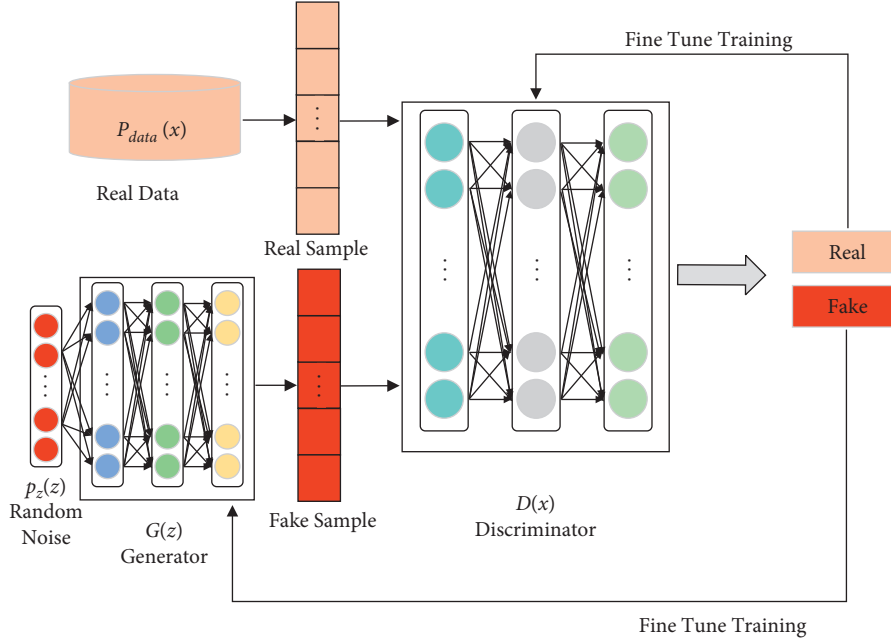 Fine Tune Training
P_data (x)
Real Data
Real Sample
Real
Fake
p_z(z)
Random
Noise
G(z)
Generator
Fake Sample
D(x)
Discriminator
Fine Tune Training